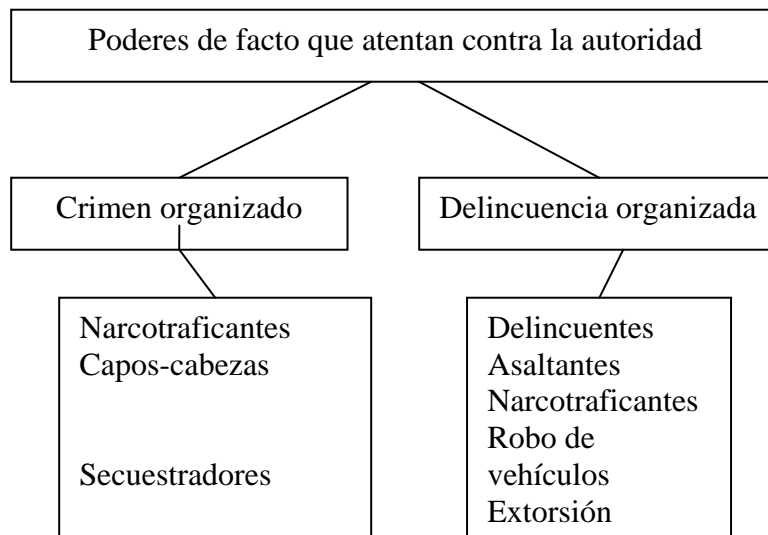 Poderes de facto que atentan contra la autoridad
Crimen organizado
Delincuencia organizada
Narcotraficantes
Capos-cabezas
Secuestradores
Delincuentes
Asaltantes
Narcotraficantes
Robo de
vehículos
Extorsión